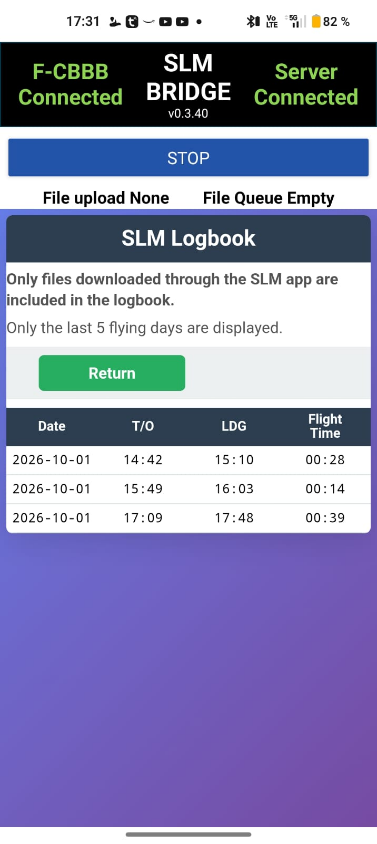 17:31 Vo LTE 5G 82 %
F-CBBB Connected
SLM BRIDGE
v0.3.40
Server Connected
STOP
File upload None File Queue Empty
SLM Logbook
Only files downloaded through the SLM app are
included in the logbook.
Only the last 5 flying days are displayed.
Return
Date T/O LDG Flight Time
2026-10-01 14:42 15:10 00:28
2026-10-01 15:49 16:03 00:14
2026-10-01 17:09 17:48 00:39